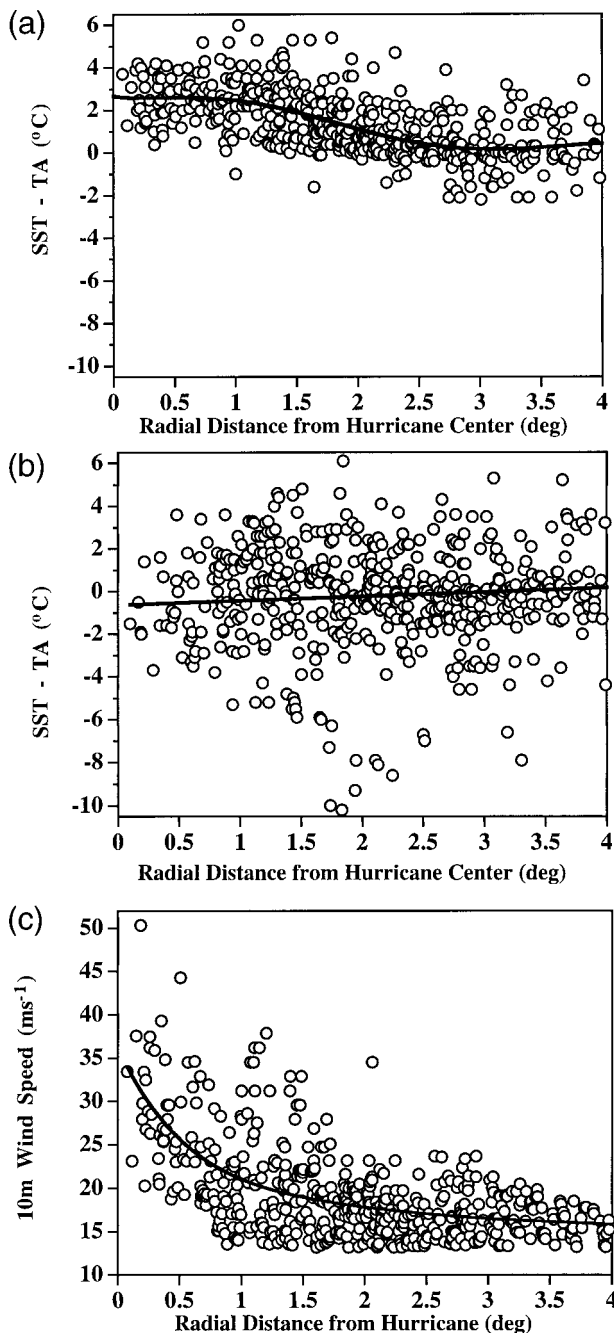 (a)
6
4
2
0
-2
-4
-6
-8
-10
SST - TA (°C)
0 0.5 1 1.5 2 2.5 3 3.5 4
Radial Distance from Hurricane Center (deg)
(b)
6
4
2
0
-2
-4
-6
-8
-10
SST - TA (°C)
0 0.5 1 1.5 2 2.5 3 3.5 4
Radial Distance from Hurricane Center (deg)
(c)
50
45
40
35
30
25
20
15
10
10m Wind Speed (ms⁻¹)
0 0.5 1 1.5 2 2.5 3 3.5 4
Radial Distance from Hurricane (deg)